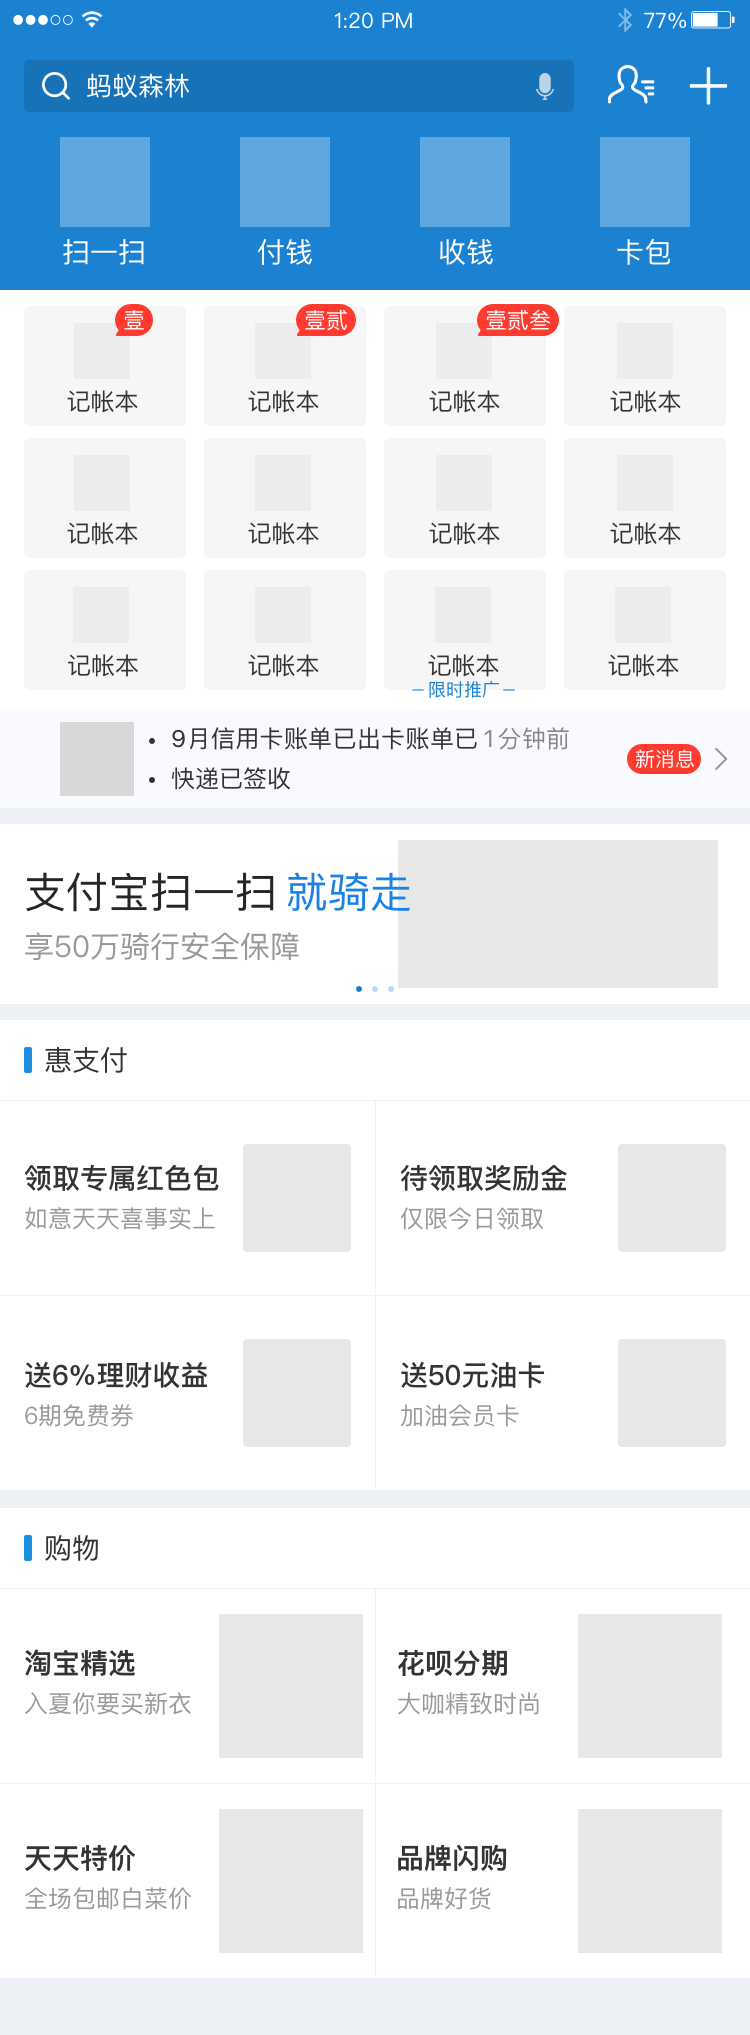 1:20 PM
77%
蚂蚁森林
扫一扫
付钱
收钱
卡包
壹
壹贰
壹贰叁
记帐本
记帐本
记帐本
记帐本
记帐本
记帐本
记帐本
记帐本
记帐本
记帐本
记帐本
记帐本
限时推广
• 9月信用卡账单已出卡账单已 1分钟前
• 快递已签收
新消息
支付宝扫一扫 就骑走
享50万骑行安全保障
惠支付
领取专属红色包
如意天天喜事实上
待领取奖励金
仅限今日领取
送6%理财收益
6期免费券
送50元油卡
加油会员卡
购物
淘宝精选
入夏你要买新衣
花呗分期
大咖精致时尚
天天特价
全场包邮白菜价
品牌闪购
品牌好货